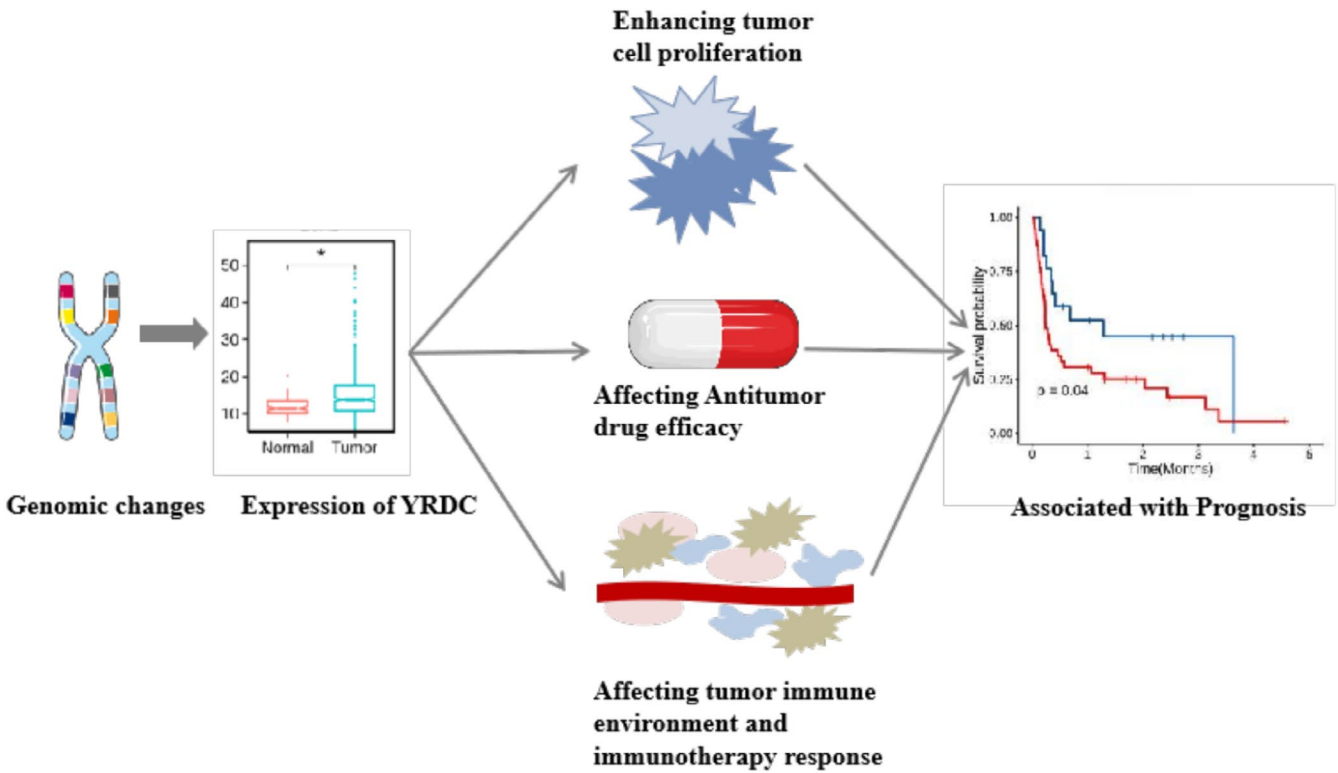 Enhancing tumor
cell proliferation
50
*
40
30
20
10
Normal Tumor
Genomic changes
Expression of YRDC
Affecting Antitumor
drug efficacy
Affecting tumor immune
environment and
immunotherapy response
1.00
0.75
0.50
0.25
0.00
Survival probability
p = 0.04
0 1 2 3 4 5
Time(Months)
Associated with Prognosis